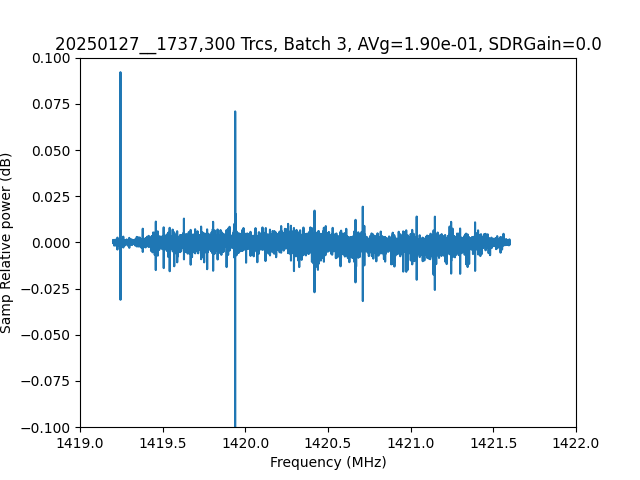 20250127__1737,300 Trcs, Batch 3, AVg=1.90e-01, SDRGain=0.0
0.100
0.075
0.050
0.025
0.000
−0.025
−0.050
−0.075
−0.100
Samp Relative power (dB)
1419.0 1419.5 1420.0 1420.5 1421.0 1421.5 1422.0
Frequency (MHz)